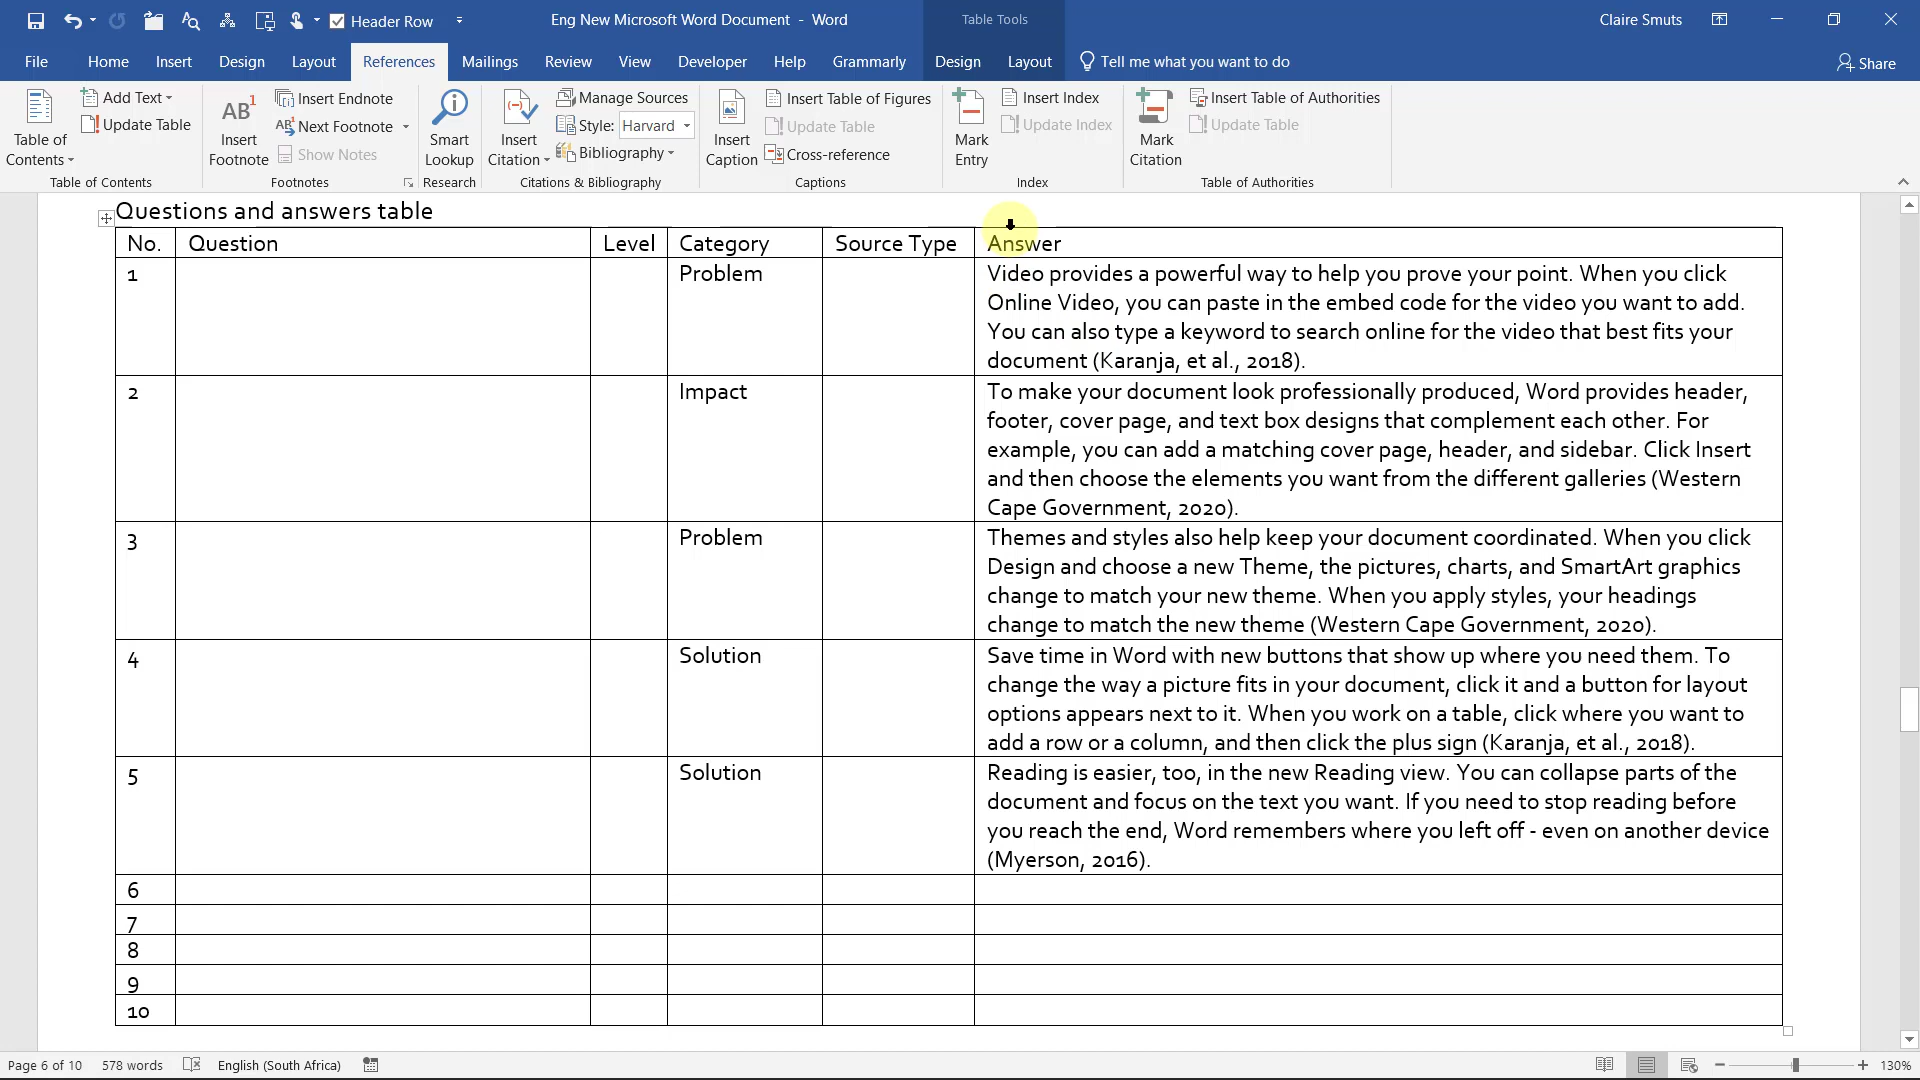 Header Row
Eng New Microsoft Word Document - Word
Table Tools
Claire Smuts
File Home Insert Design Layout References Mailings Review View Developer Help Grammarly Design Layout Tell me what you want to do Share
Table of Contents
Add Text
Update Table
Table of Contents
AB1
Insert Footnote
Insert Endnote
Next Footnote
Show Notes
Footnotes
Smart Lookup
Research
Insert Citation
Manage Sources
Style: Harvard
Bibliography
Citations & Bibliography
Insert Caption
Insert Table of Figures
Update Table
Cross-reference
Captions
Mark Entry
Insert Index
Update Index
Index
Mark Citation
Insert Table of Authorities
Update Table
Table of Authorities
Questions and answers table
No. Question Level Category Source Type Answer
1 Problem Video provides a powerful way to help you prove your point. When you click
Online Video, you can paste in the embed code for the video you want to add.
You can also type a keyword to search online for the video that best fits your
document (Karanja, et al., 2018).
2 Impact To make your document look professionally produced, Word provides header,
footer, cover page, and text box designs that complement each other. For
example, you can add a matching cover page, header, and sidebar. Click Insert
and then choose the elements you want from the different galleries (Western
Cape Government, 2020).
3 Problem Themes and styles also help keep your document coordinated. When you click
Design and choose a new Theme, the pictures, charts, and SmartArt graphics
change to match your new theme. When you apply styles, your headings
change to match the new theme (Western Cape Government, 2020).
4 Solution Save time in Word with new buttons that show up where you need them. To
change the way a picture fits in your document, click it and a button for layout
options appears next to it. When you work on a table, click where you want to
add a row or a column, and then click the plus sign (Karanja, et al., 2018).
5 Solution Reading is easier, too, in the new Reading view. You can collapse parts of the
document and focus on the text you want. If you need to stop reading before
you reach the end, Word remembers where you left off - even on another device
(Myerson, 2016).
6
7
8
9
10
Page 6 of 10 578 words English (South Africa) 130%